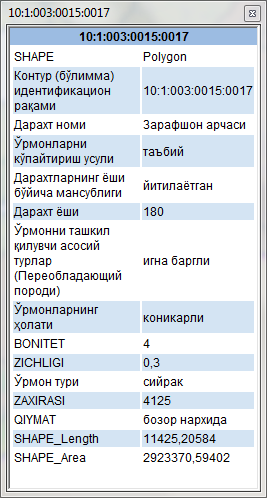 10:1:003:0015:0017
10:1:003:0015:0017
SHAPE Polygon
Контур (бўлимма)
идентификацион
рақами
10:1:003:0015:0017
Дарахт номи Зарафшон арчаси
Ўрмонларни
кўпайтириш усули
таъбий
Дарахтларнинг ёши
бўйича мансублиги
йитилаётган
Дарахт ёши 180
Ўрмонни ташкил
қилувчи асосий
турлар
(Переобладающий
породи)
игна баргли
Ўрмонларнинг
ҳолати
коникарли
BONITET 4
ZICHLIGI 0,3
Ўрмон тури сийрак
ZAXIRASI 4125
QIYMAT бозор нархида
SHAPE_Length 11425,20584
SHAPE_Area 2923370,59402